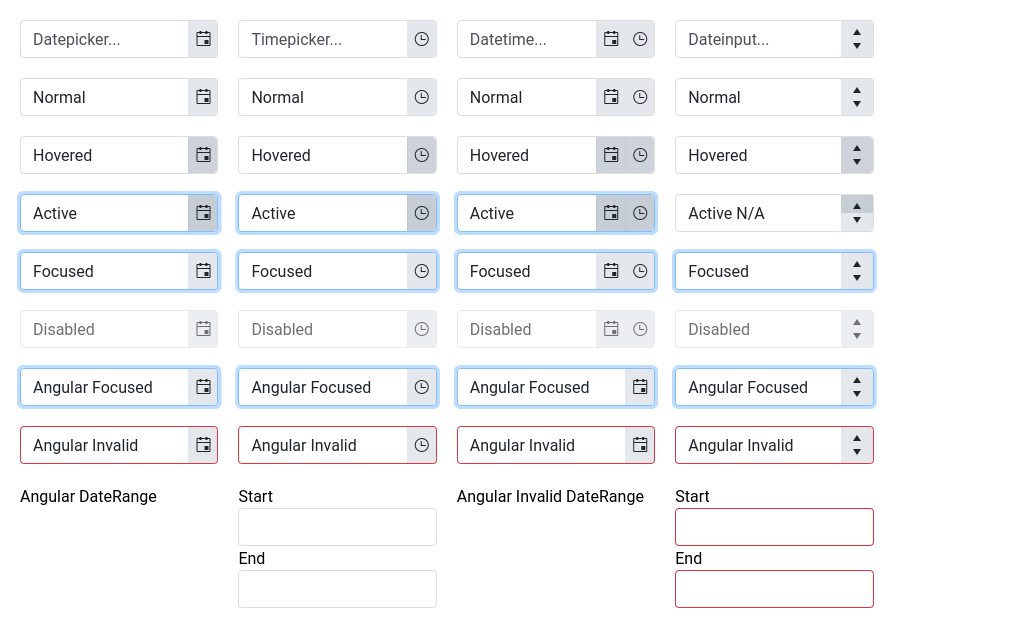 Datepicker... Timepicker... Datetime... Dateinput...
Normal Normal Normal Normal
Hovered Hovered Hovered Hovered
Active Active Active Active N/A
Focused Focused Focused Focused
Disabled Disabled Disabled Disabled
Angular Focused Angular Focused Angular Focused Angular Focused
Angular Invalid Angular Invalid Angular Invalid Angular Invalid
Angular DateRange Start Angular Invalid DateRange Start
End End